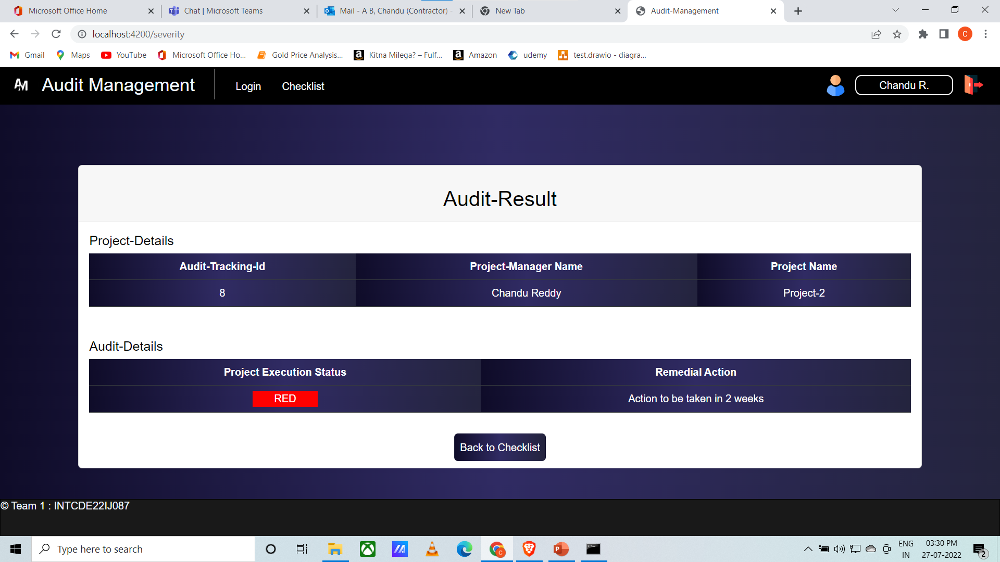 Microsoft Office Home
Chat | Microsoft Teams
Mail - A B, Chandu (Contractor) -
New Tab
Audit-Management
localhost:4200/severity
C
Gmail
Maps
YouTube
Microsoft Office Ho...
Gold Price Analysis...
Kitna Milega? – Fulf...
Amazon
udemy
test.drawio - diagra...
AM Audit Management
Login
Checklist
Chandu R.
Audit-Result
Project-Details
Audit-Tracking-Id Project-Manager Name Project Name
8 Chandu Reddy Project-2
Audit-Details
Project Execution Status Remedial Action
RED Action to be taken in 2 weeks
Back to Checklist
© Team 1 : INTCDE22IJ087
Type here to search
ENG
IN
03:30 PM
27-07-2022
2